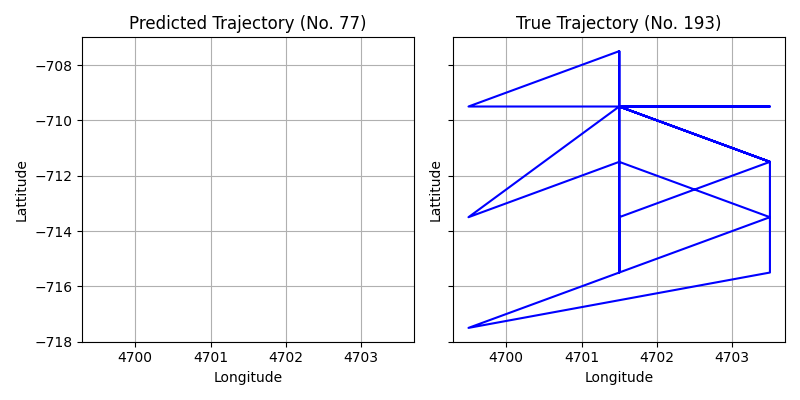 Predicted Trajectory (No. 77)
Lattitude
−708
−710
−712
−714
−716
−718
4700 4701 4702 4703
Longitude
True Trajectory (No. 193)
Lattitude
4700 4701 4702 4703
Longitude